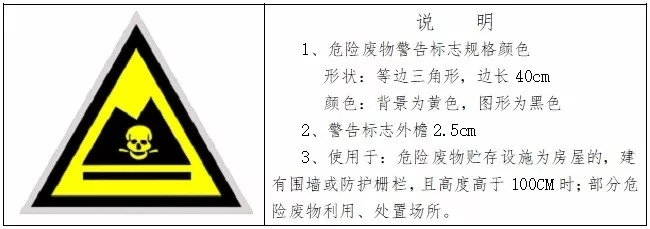 说 明
1、危险废物警告标志规格颜色
形状：等边三角形，边长 40cm
颜色：背景为黄色，图形为黑色
2、警告标志外檐 2.5cm
3、使用于：危险废物贮存设施为房屋的，建
有围墙或防护栅栏，且高度高于 100CM 时；部分危
险废物利用、处置场所。